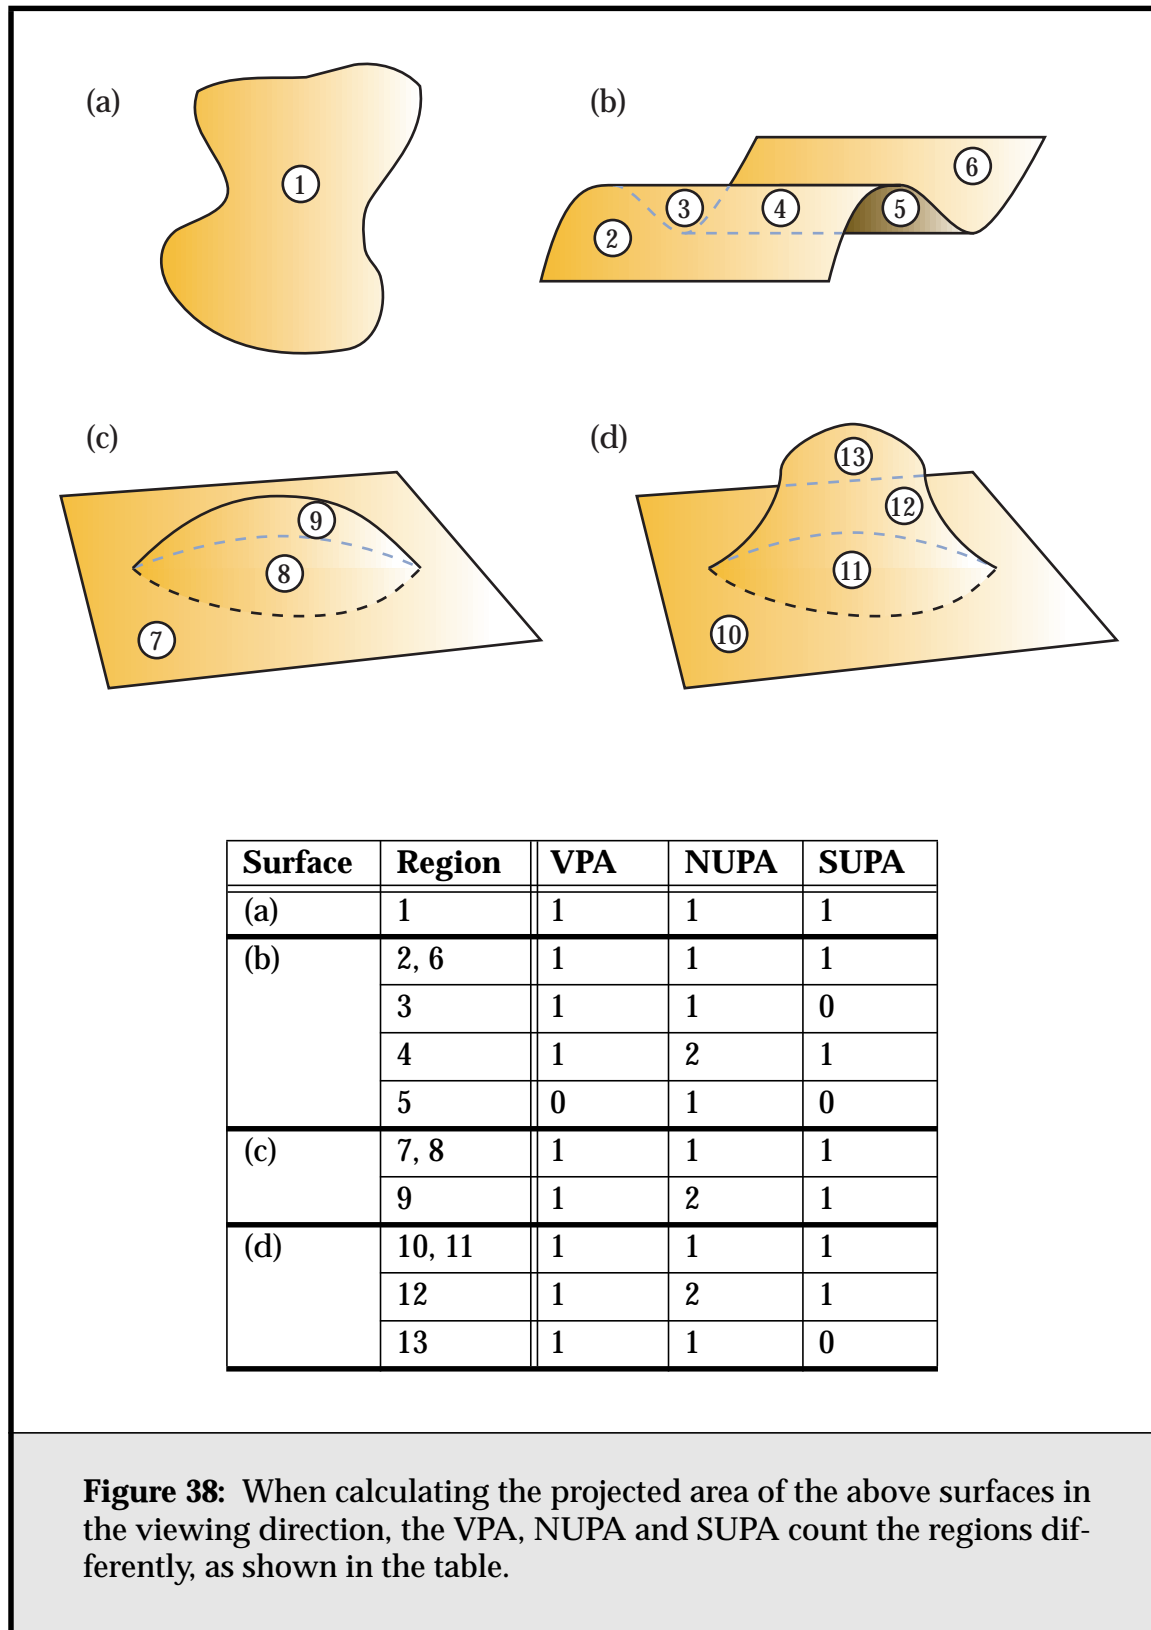 (a)
(b)
1
6
3
4
5
2
(c)
(d)
13
9
12
8
11
7
10
Surface Region VPA NUPA SUPA
(a) 1 1 1 1
(b) 2, 6 1 1 1
3 1 1 0
4 1 2 1
5 0 1 0
(c) 7, 8 1 1 1
9 1 2 1
(d) 10, 11 1 1 1
12 1 2 1
13 1 1 0
Figure 38: When calculating the projected area of the above surfaces in
the viewing direction, the VPA, NUPA and SUPA count the regions dif-
ferently, as shown in the table.